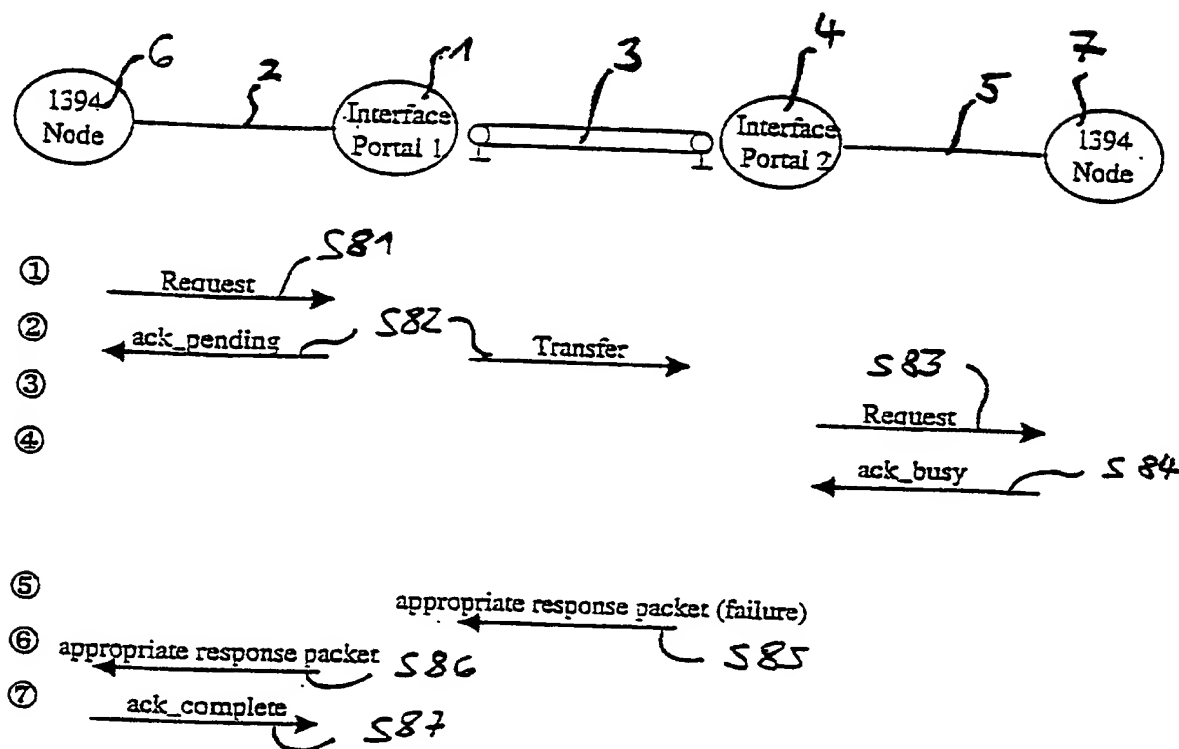 6
2
1
3
4
5
7
1394
Node
Interface
Portal 1
Interface
Portal 2
1394
Node
S81
① Request
② ack_pending S82 Transfer
③ S83
Request
④
ack_busy S84
⑤ appropriate response packet (failure)
S85
⑥ appropriate response packet S86
⑦ ack_complete
S87